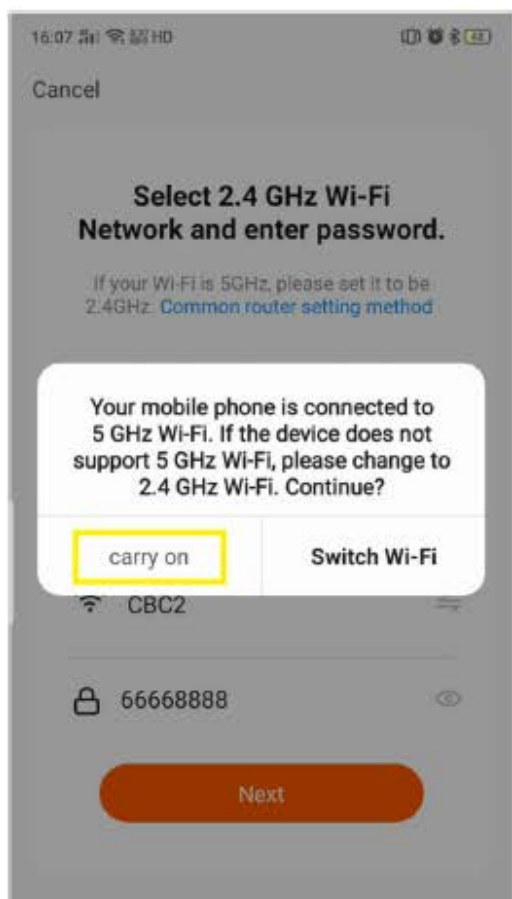 16:07 HD
48
Cancel
Select 2.4 GHz Wi-Fi
Network and enter password.
If your Wi-Fi is 5GHz, please set it to be
2.4GHz. Common router setting method
Your mobile phone is connected to
5 GHz Wi-Fi. If the device does not
support 5 GHz Wi-Fi, please change to
2.4 GHz Wi-Fi. Continue?
carry on Switch Wi-Fi
CBC2
66668888
Next